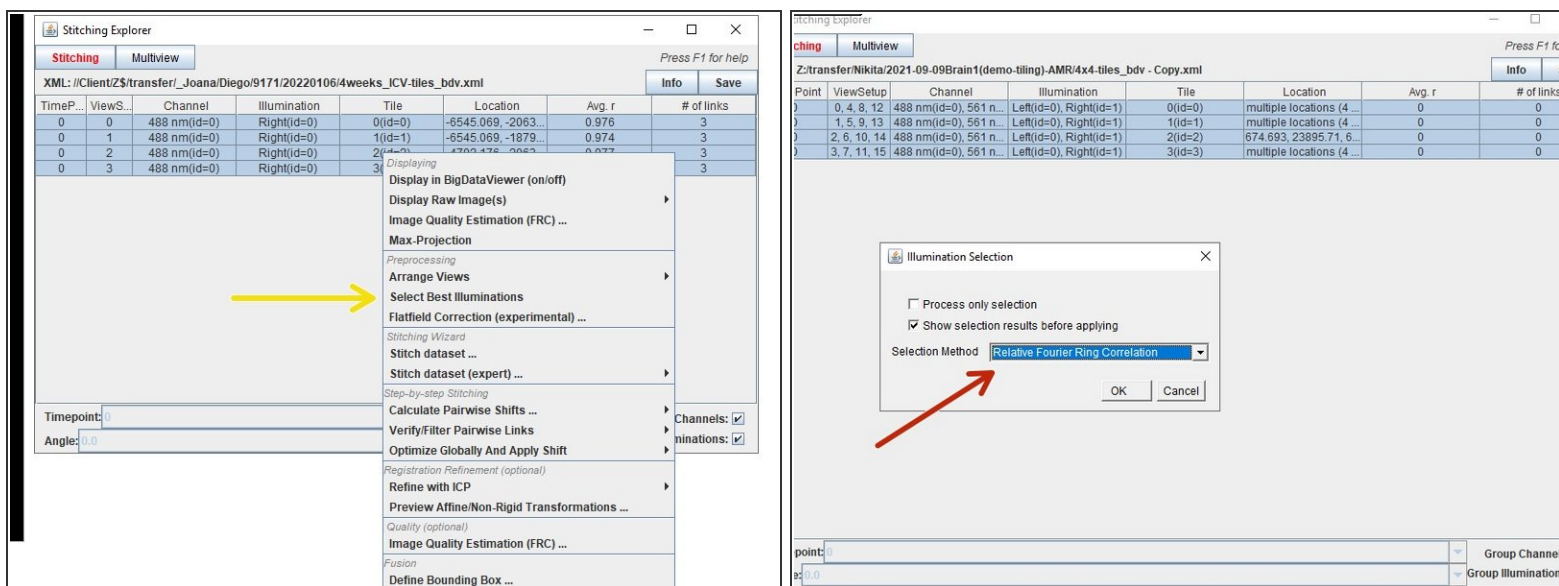 Stitching Explorer
Stitching Multiview Press F1 for help
XML: //Client/Z$/transfer/_Joana/Diego/9171/20220106/4weeks_ICV-tiles_bdv.xml Info Save
TimeP... ViewS... Channel Illumination Tile Location Avg. r # of links
0 0 488 nm(id=0) Right(id=0) 0(id=0) -6545.069, -2063... 0.976 3
0 1 488 nm(id=0) Right(id=0) 1(id=1) -6545.069, -1879... 0.974 3
0 2 488 nm(id=0) Right(id=0) 3
0 3 488 nm(id=0) Right(id=0) 3
Displaying
Display in BigDataViewer (on/off)
Display Raw Image(s)
Image Quality Estimation (FRC) ...
Max-Projection
Preprocessing
Arrange Views
Select Best Illuminations
Flatfield Correction (experimental) ...
Stitching Wizard
Stitch dataset ...
Stitch dataset (expert) ...
Step-by-step Stitching
Calculate Pairwise Shifts ...
Verify/Filter Pairwise Links
Optimize Globally And Apply Shift
Registration Refinement (optional)
Refine with ICP
Preview Affine/Non-Rigid Transformations ...
Quality (optional)
Image Quality Estimation (FRC) ...
Fusion
Define Bounding Box ...
Timepoint: 0 Channels:
Angle: 0.0 minations:
titching Explorer
ching Multiview Press F1 fo
Z:/transfer/Nikita/2021-09-09Brain1(demo-tiling)-AMR/4x4-tiles_bdv - Copy.xml Info
Point ViewSetup Channel Illumination Tile Location Avg. r # of links
0, 4, 8, 12 488 nm(id=0), 561 n... Left(id=0), Right(id=1) 0(id=0) multiple locations (4 ... 0 0
1, 5, 9, 13 488 nm(id=0), 561 n... Left(id=0), Right(id=1) 1(id=1) multiple locations (4 ... 0 0
2, 6, 10, 14 488 nm(id=0), 561 n... Left(id=0), Right(id=1) 2(id=2) 674.693, 23895.71, 6... 0 0
3, 7, 11, 15 488 nm(id=0), 561 n... Left(id=0), Right(id=1) 3(id=3) multiple locations (4 ... 0 0
Illumination Selection
Process only selection
Show selection results before applying
Selection Method Relative Fourier Ring Correlation
OK Cancel
point: 0 Group Channe
e: 0.0 Group Illumination